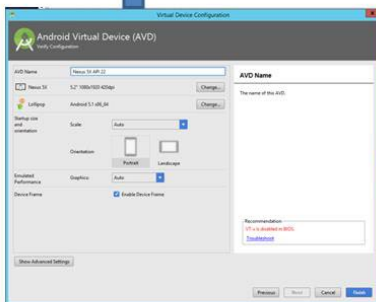 Virtual Device Configuration
Android Virtual Device (AVD)
Verify Configuration
AVD Name
Nexus 5X API 22
Nexus 5X
5.2" 1080x1920 420dpi
Change...
Lollipop
Android 5.1 x86_64
Change...
Startup size
and
orientation
Scale:
Auto
Orientation:
Portrait
Landscape
Emulated
Performance
Graphics:
Auto
Device Frame
Enable Device Frame
Show Advanced Settings
AVD Name
The name of this AVD.
Recommendation
VT-x is disabled in BIOS.
Troubleshoot
Previous
Next
Cancel
Finish